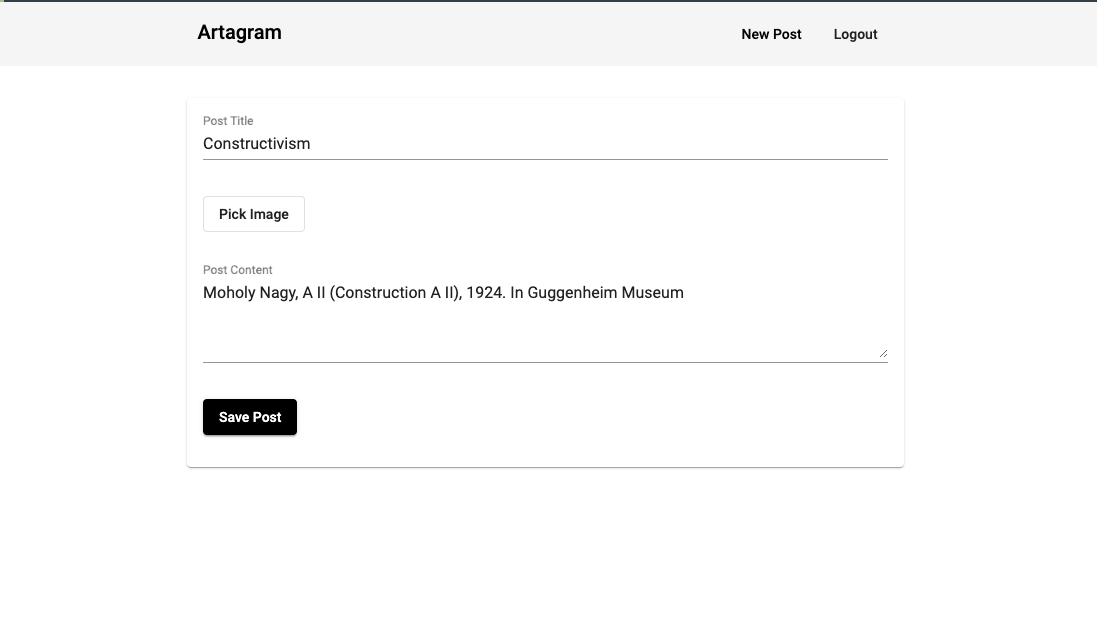 Artagram
New Post
Logout
Post Title
Constructivism
Pick Image
Post Content
Moholy Nagy, A II (Construction A II), 1924. In Guggenheim Museum
Save Post